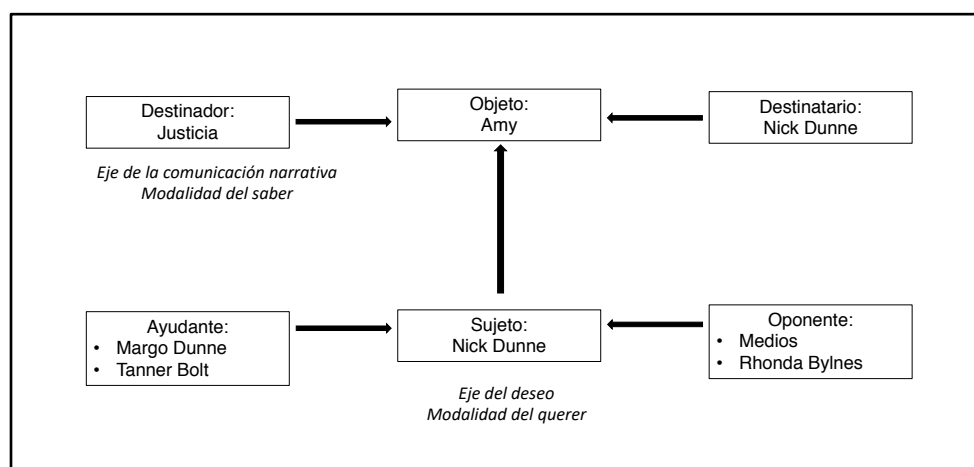 Destinador:
Justicia
Objeto:
Amy
Destinatario:
Nick Dunne
Eje de la comunicación narrativa
Modalidad del saber
Ayudante:
• Margo Dunne
• Tanner Bolt
Sujeto:
Nick Dunne
Oponente:
• Medios
• Rhonda Bylnes
Eje del deseo
Modalidad del querer